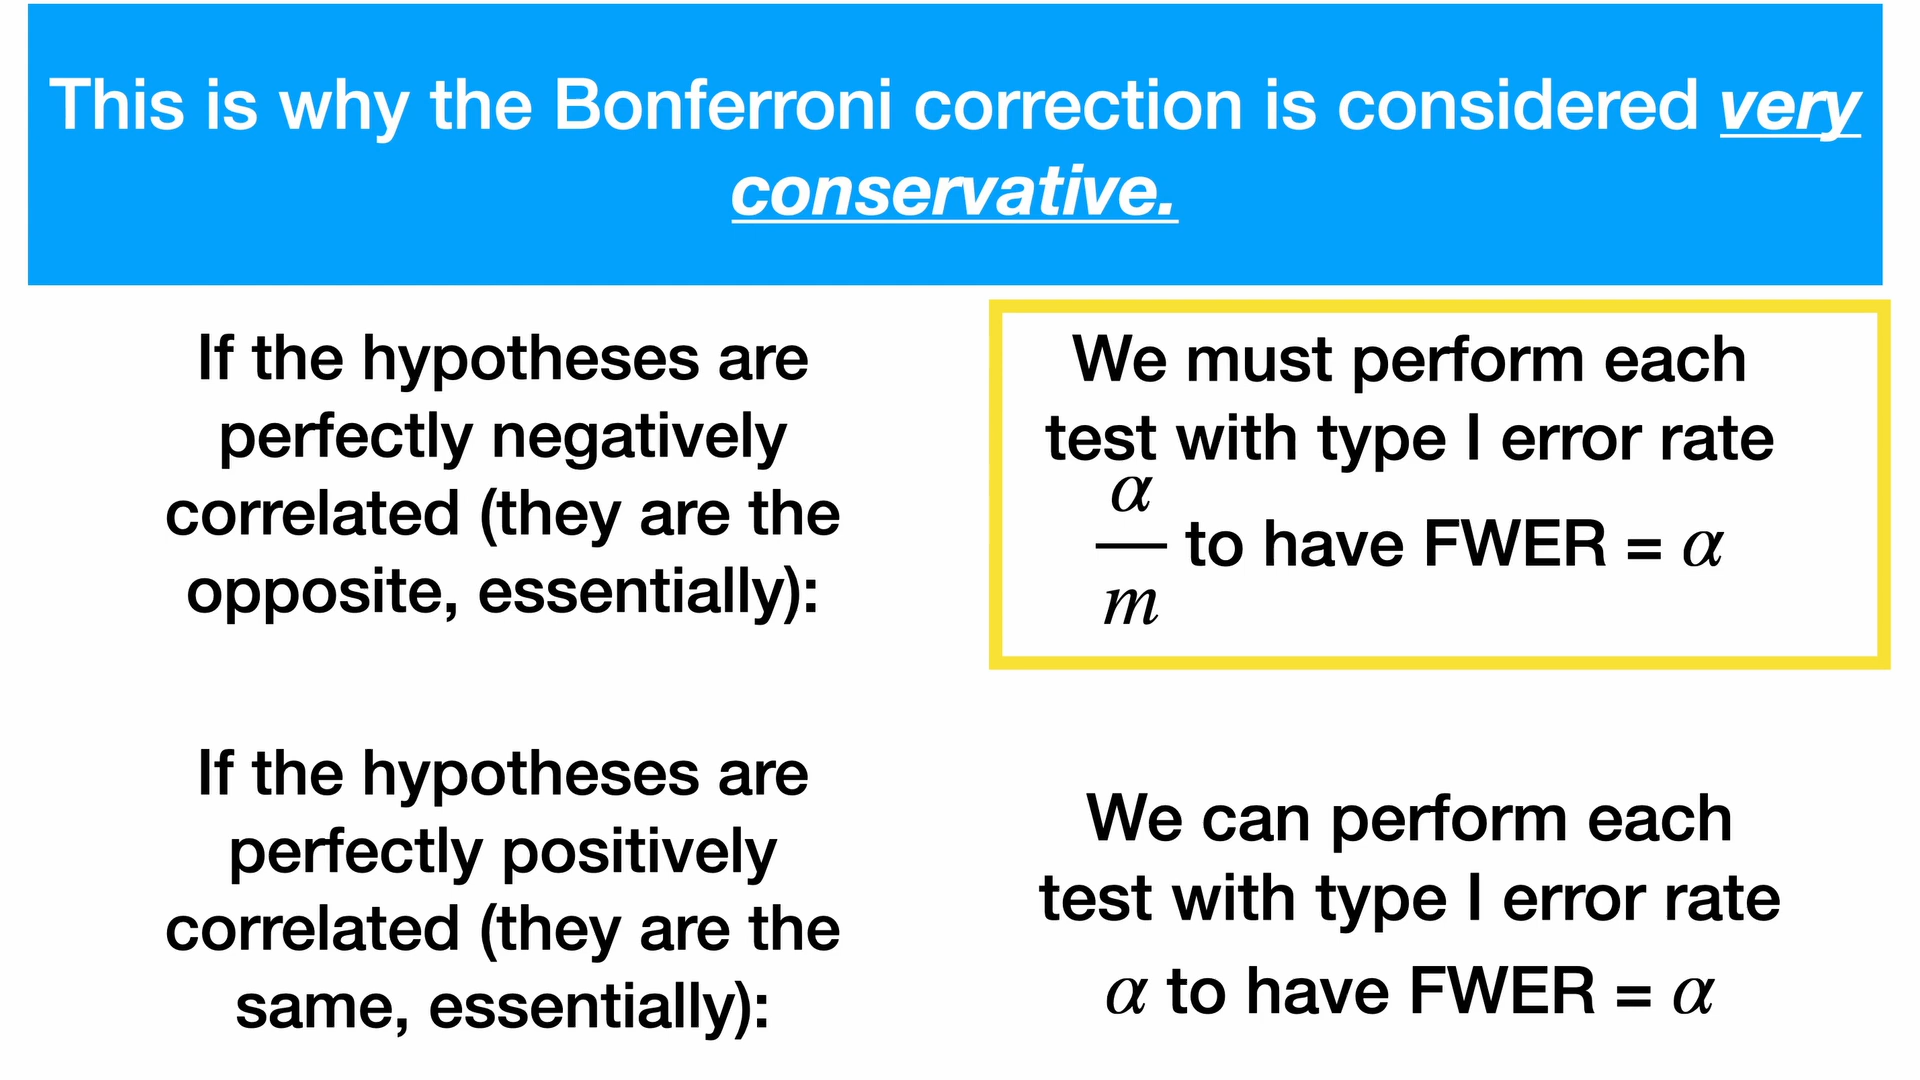 This is why the Bonferroni correction is considered very
conservative.
If the hypotheses are
perfectly negatively
correlated (they are the
opposite, essentially):
We must perform each
test with type I error rate
α
m
to have FWER = α
If the hypotheses are
perfectly positively
correlated (they are the
same, essentially):
We can perform each
test with type I error rate
α to have FWER = α